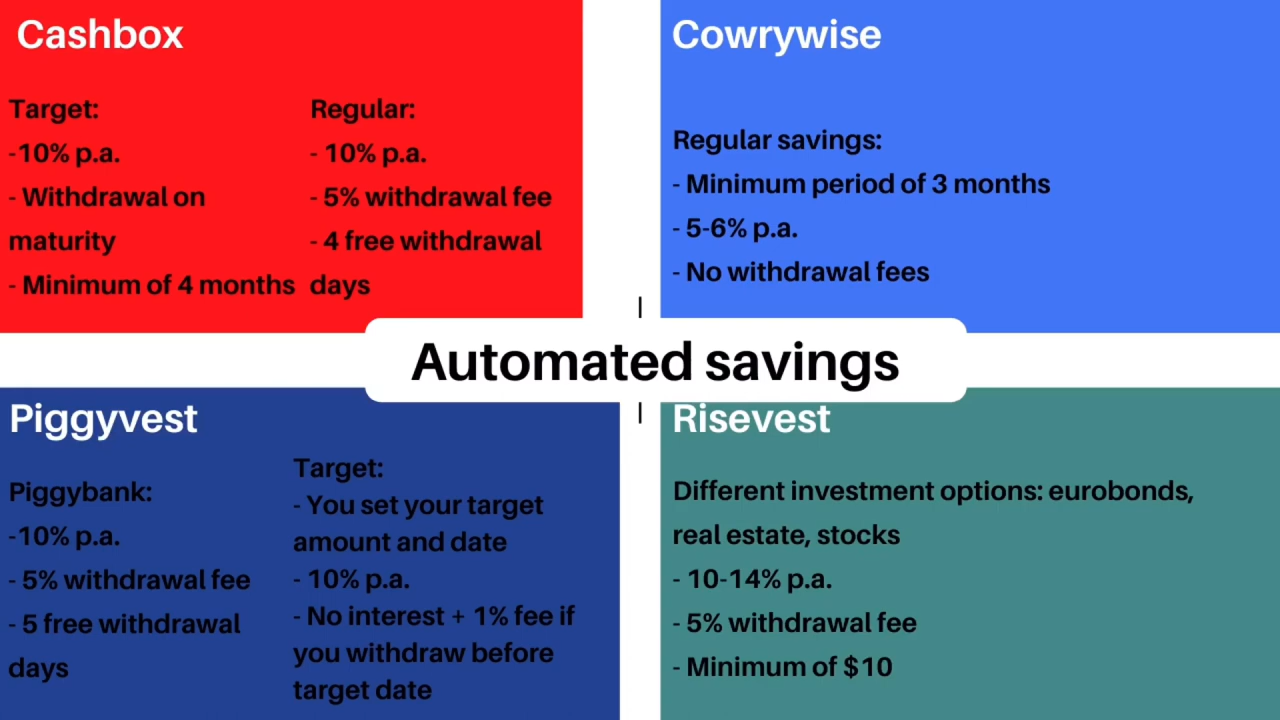 Cashbox
Target:
-10% p.a.
- Withdrawal on
maturity
- Minimum of 4 months
Regular:
- 10% p.a.
- 5% withdrawal fee
- 4 free withdrawal
days
Cowrywise
Regular savings:
- Minimum period of 3 months
- 5-6% p.a.
- No withdrawal fees
Automated savings
Piggyvest
Piggybank:
-10% p.a.
- 5% withdrawal fee
- 5 free withdrawal
days
Target:
- You set your target
amount and date
- 10% p.a.
- No interest + 1% fee if
you withdraw before
target date
Risevest
Different investment options: eurobonds,
real estate, stocks
- 10-14% p.a.
- 5% withdrawal fee
- Minimum of $10